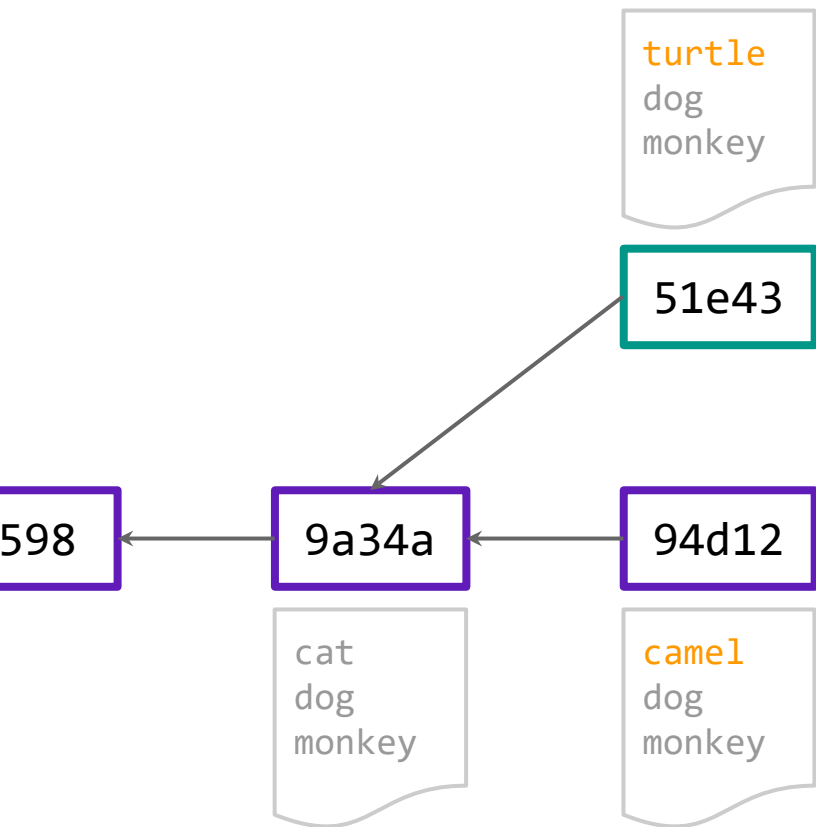 turtle
dog
monkey
51e43
598
9a34a
94d12
cat
dog
monkey
camel
dog
monkey